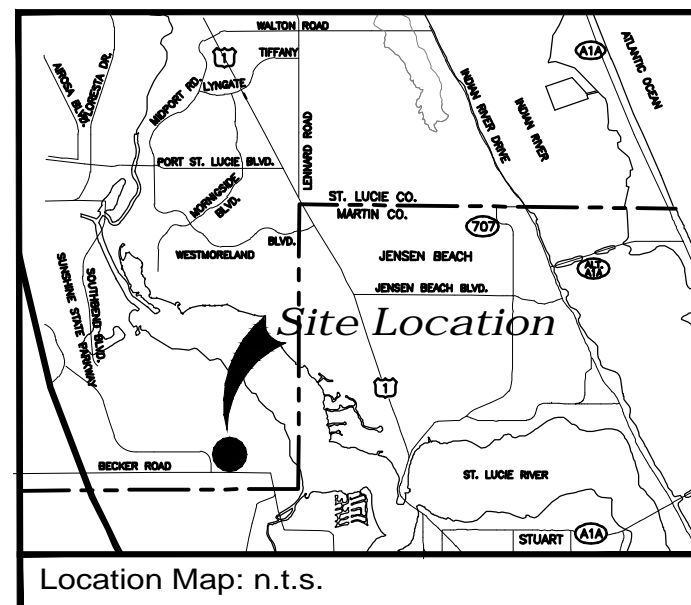 WALTON ROAD
1
TIFFANY
A1A
ATLANTIC OCEAN
AIROSA BLVD.
FLORESTA DR.
MIDPORT RD.
LYNGATE
INDIAN RIVER DRIVE
INDIAN RIVER
LENNARD ROAD
PORT ST. LUCIE BLVD.
MORNIGSIDE BLVD.
ST. LUCIE CO.
MARTIN CO.
707
WESTMORELAND BLVD.
JENSEN BEACH
ALT. A1A
SUNSHINE STATE PARKWAY
SOUTHBEND BLVD.
JENSEN BEACH BLVD.
Site Location
1
BECKER ROAD
ST. LUCIE RIVER
STUART
A1A
Location Map: n.t.s.